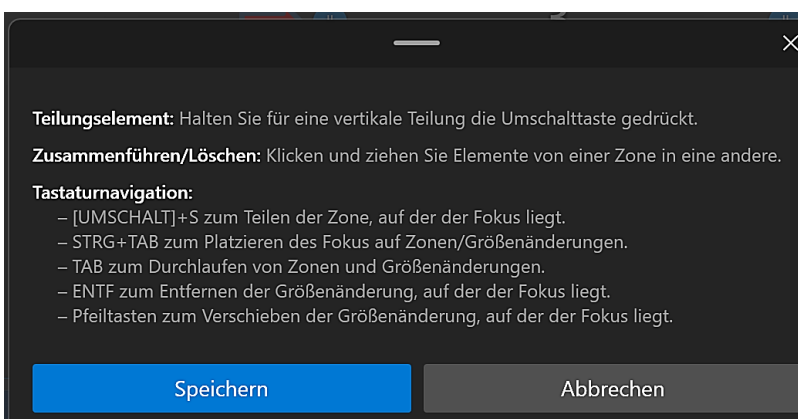 Teilungselement: Halten Sie für eine vertikale Teilung die Umschalttaste gedrückt.
Zusammenführen/Löschen: Klicken und ziehen Sie Elemente von einer Zone in eine andere.
Tastaturnavigation:
– [UMSCHALT]+S zum Teilen der Zone, auf der der Fokus liegt.
– STRG+TAB zum Platzieren des Fokus auf Zonen/Größenänderungen.
– TAB zum Durchlaufen von Zonen und Größenänderungen.
– ENTF zum Entfernen der Größenänderung, auf der der Fokus liegt.
– Pfeiltasten zum Verschieben der Größenänderung, auf der der Fokus liegt.
Speichern
Abbrechen